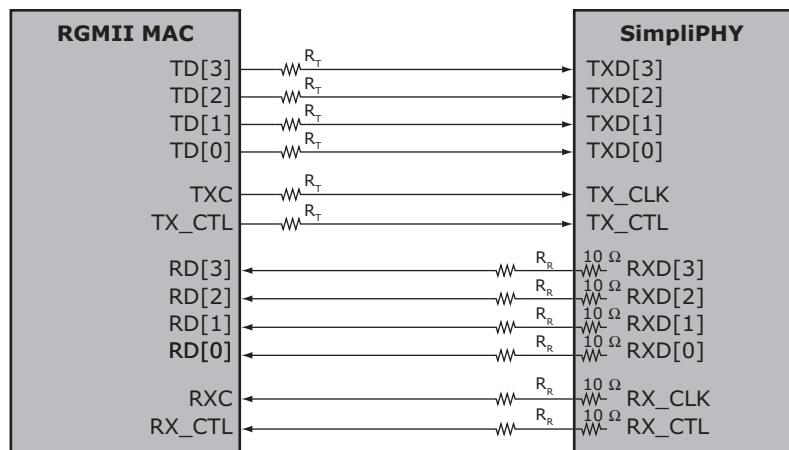 RGMII MAC SimpliPHY
TD[3] R_T TXD[3]
TD[2] R_T TXD[2]
TD[1] R_T TXD[1]
TD[0] R_T TXD[0]
TXC R_T TX_CLK
TX_CTL R_T TX_CTL
RD[3] R_R 10 Ω RXD[3]
RD[2] R_R 10 Ω RXD[2]
RD[1] R_R 10 Ω RXD[1]
RD[0] R_R 10 Ω RXD[0]
RXC R_R 10 Ω RX_CLK
RX_CTL R_R 10 Ω RX_CTL